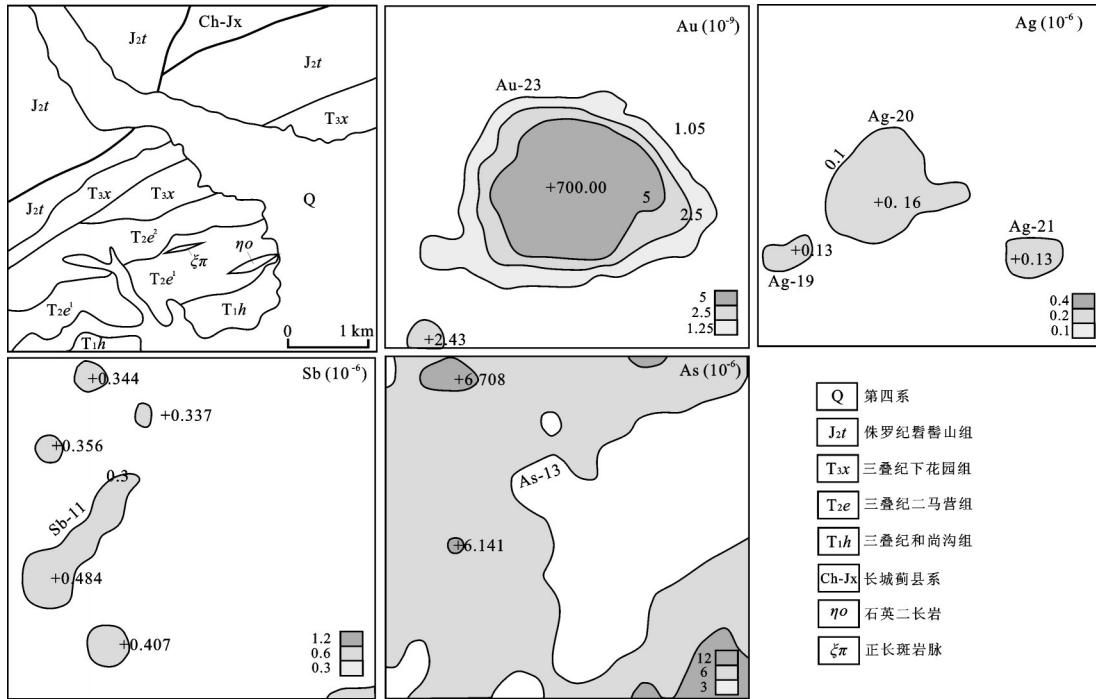 Ch-Jx
J₂t
J₂t
J₂t
T₃x
T₃x
T₃x
J₂t
Q
T₂e²
ηο
ξπ
T₂e¹
T₂e¹
T₁h
T₁h
0 1 km
Au (10⁻⁹)
Au-23
1.05
+700.00
5
2.5
+2.43
5
2.5
1.25
Ag (10⁻⁶)
Ag-20
0.1
+0. 16
Ag-21
+0.13
+0.13
Ag-19
0.4
0.2
0.1
Sb (10⁻⁶)
+0.344
+0.337
+0.356
0.3
Sb-11
+0.484
+0.407
1.2
0.6
0.3
As (10⁻⁶)
+6.708
As-13
+6.141
12
6
3
Q 第四系
J₂t 侏罗纪髫髻山组
T₃x 三叠纪下花园组
T₂e 三叠纪二马营组
T₁h 三叠纪和尚沟组
Ch-Jx 长城蓟县系
ηο 石英二长岩
ξπ 正长斑岩脉